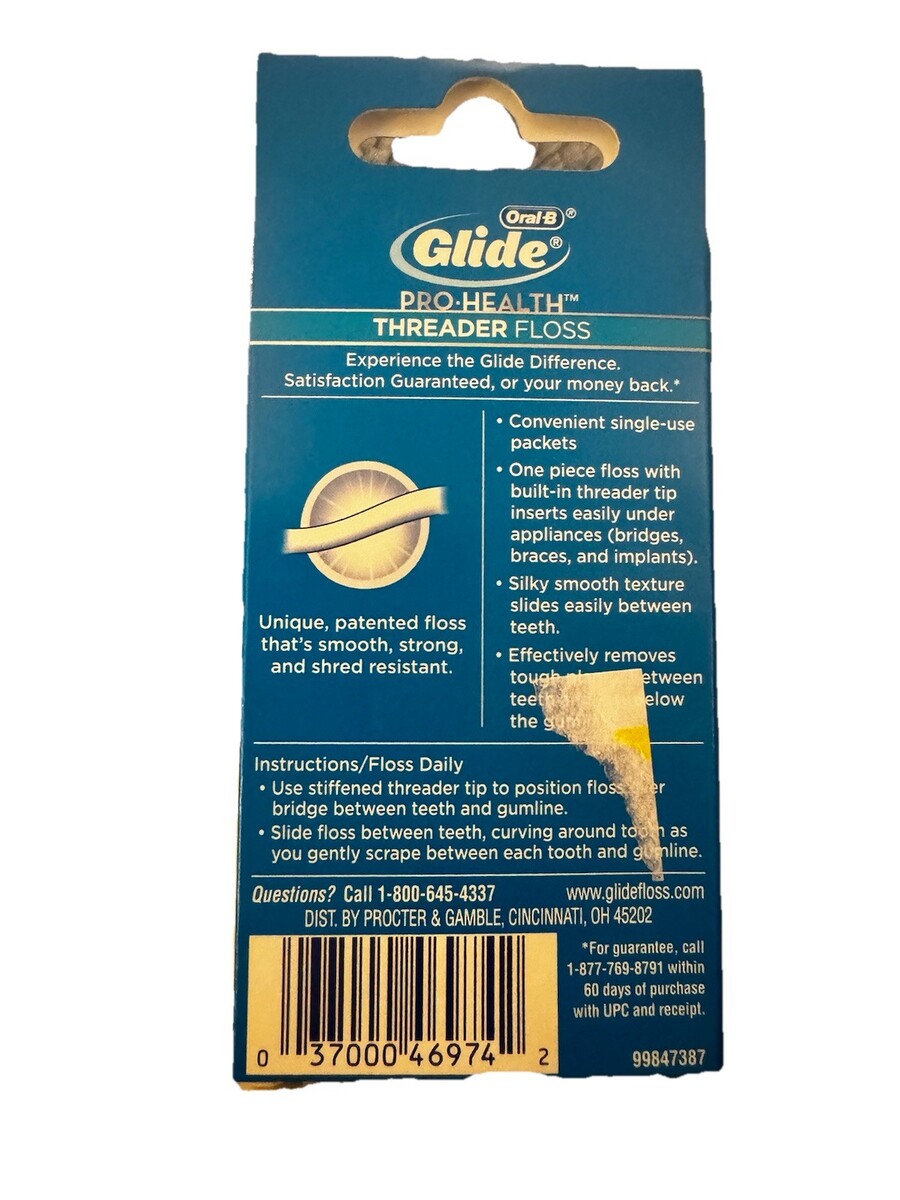 Oral-B®
Glide®
PRO-HEALTH™
THREADER FLOSS
Experience the Glide Difference.
Satisfaction Guaranteed, or your money back.*
Unique, patented floss
that's smooth, strong,
and shred resistant.
• Convenient single-use
packets
• One piece floss with
built-in threader tip
inserts easily under
appliances (bridges,
braces, and implants).
• Silky smooth texture
slides easily between
teeth.
• Effectively removes
tough between
teeth below
the
Instructions/Floss Daily
• Use stiffened threader tip to position floss
bridge between teeth and gumline.
• Slide floss between teeth, curving around tooth as
you gently scrape between each tooth and gumline.
Questions? Call 1-800-645-4337 www.glidefloss.com
DIST. BY PROCTER & GAMBLE, CINCINNATI, OH 45202
*For guarantee, call
1-877-769-8791 within
60 days of purchase
with UPC and receipt.
0 37000 46974 2
99847387